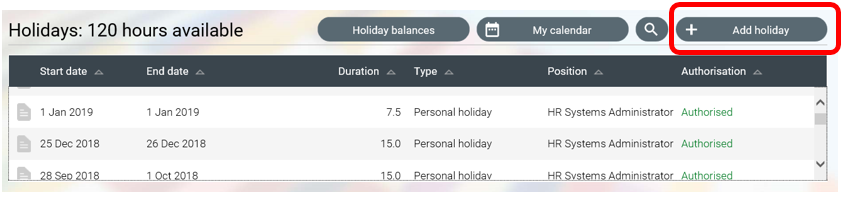 Holidays: 120 hours available Holiday balances My calendar + Add holiday
Start date End date Duration Type Position Authorisation
1 Jan 2019 1 Jan 2019 7.5 Personal holiday HR Systems Administrator Authorised
25 Dec 2018 26 Dec 2018 15.0 Personal holiday HR Systems Administrator Authorised
28 Sep 2018 1 Oct 2018 15.0 Personal holiday HR Systems Administrator Authorised